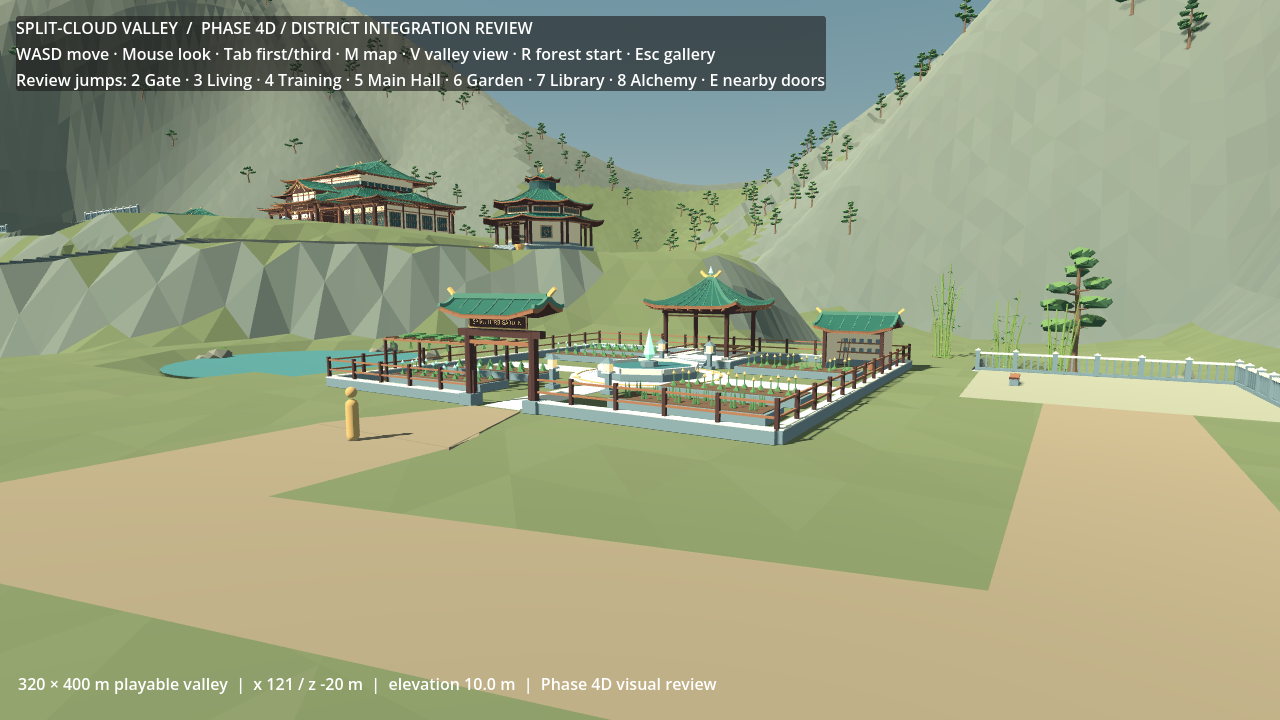 SPLIT-CLOUD VALLEY / PHASE 4D / DISTRICT INTEGRATION REVIEW
WASD move · Mouse look · Tab first/third · M map · V valley view · R forest start · Esc gallery
Review jumps: 2 Gate · 3 Living · 4 Training · 5 Main Hall · 6 Garden · 7 Library · 8 Alchemy · E nearby doors
320 × 400 m playable valley | x 121 / z -20 m | elevation 10.0 m | Phase 4D visual review